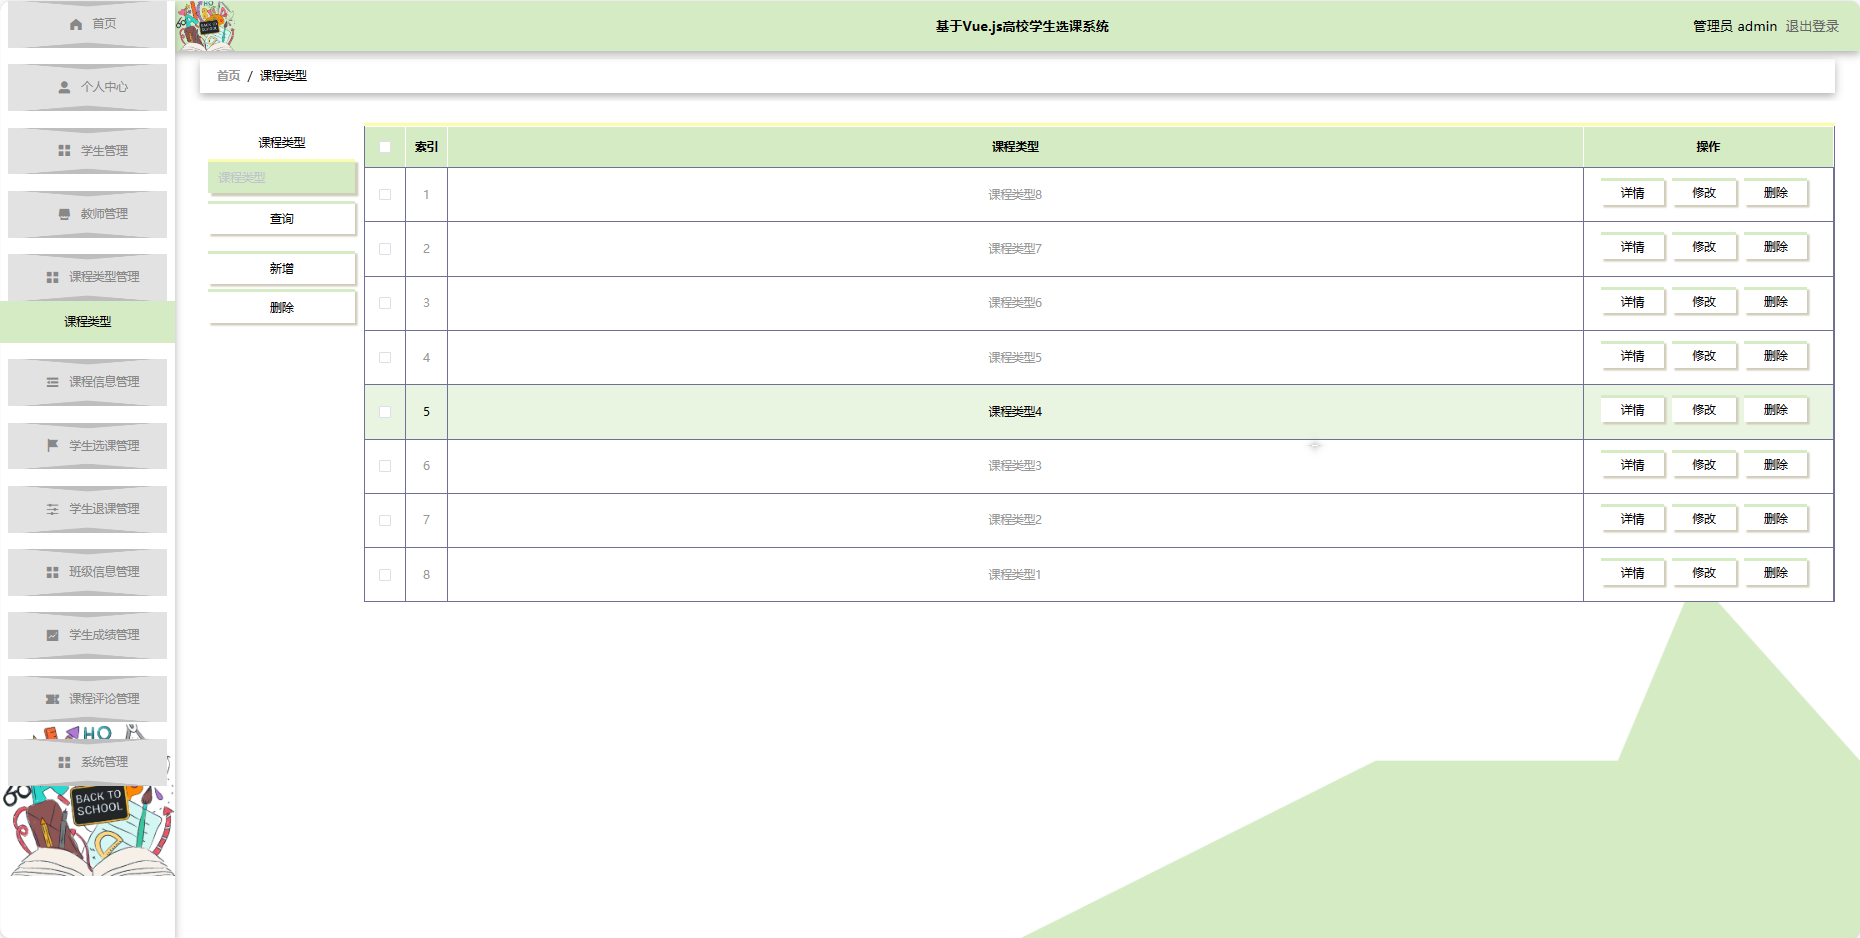 首页
个人中心
学生管理
教师管理
课程类型管理
课程类型
课程信息管理
学生选课管理
学生退课管理
班级信息管理
学生成绩管理
课程评论管理
系统管理
HO
BACK TO
SCHOOL
BACK TO
SCHOOL
基于Vue.js高校学生选课系统
管理员 admin 退出登录
首页 / 课程类型
课程类型
课程类型
查询
新增
删除
索引 课程类型 操作
1 课程类型8 详情 修改 删除
2 课程类型7 详情 修改 删除
3 课程类型6 详情 修改 删除
4 课程类型5 详情 修改 删除
5 课程类型4 详情 修改 删除
6 课程类型3 详情 修改 删除
7 课程类型2 详情 修改 删除
8 课程类型1 详情 修改 删除